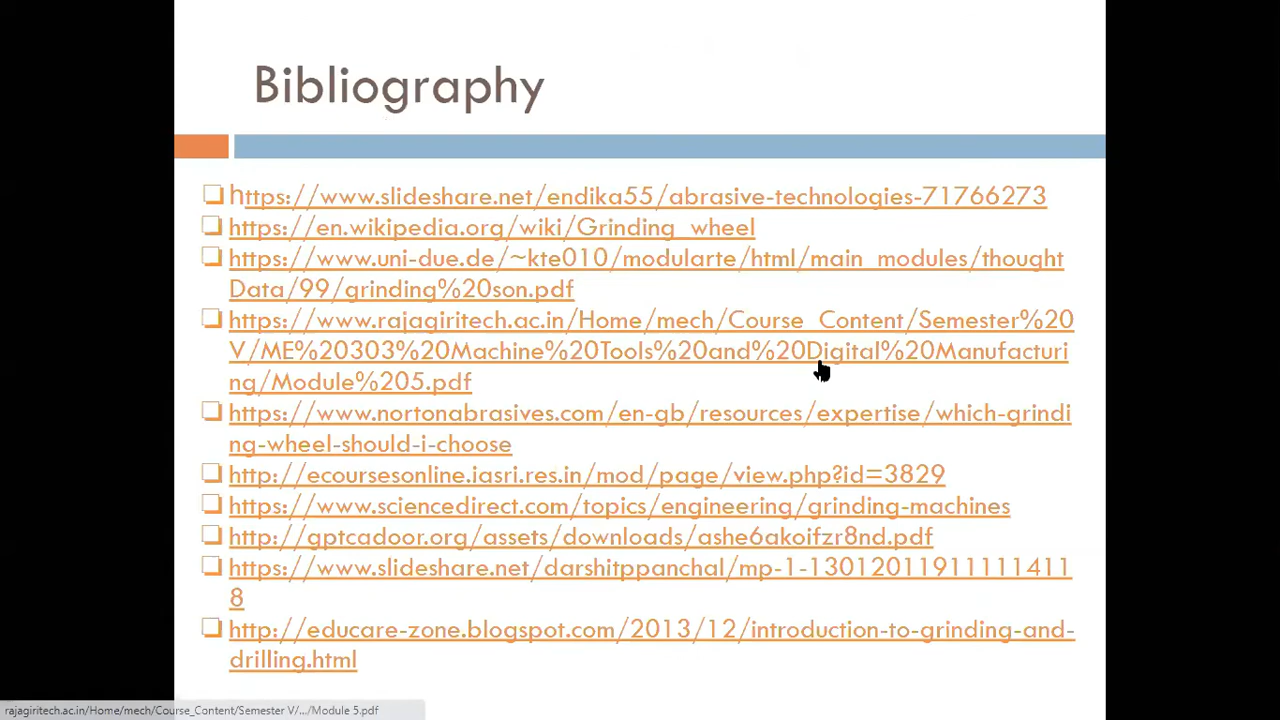 Bibliography
https://www.slideshare.net/endika55/abrasive-technologies-71766273
https://en.wikipedia.org/wiki/Grinding_wheel
https://www.uni-due.de/~kte010/modularte/html/main_modules/thought
Data/99/grinding%20son.pdf
https://www.rajagiritech.ac.in/Home/mech/Course_Content/Semester%20
V/ME%20303%20Machine%20Tools%20and%20Digital%20Manufacturi
ng/Module%205.pdf
https://www.nortonabrasives.com/en-gb/resources/expertise/which-grindi
ng-wheel-should-i-choose
http://ecoursesonline.iasri.res.in/mod/page/view.php?id=3829
https://www.sciencedirect.com/topics/engineering/grinding-machines
http://gptcadoor.org/assets/downloads/ashe6akoifzr8nd.pdf
https://www.slideshare.net/darshitppanchal/mp-1-13012011911111411
8
http://educare-zone.blogspot.com/2013/12/introduction-to-grinding-and-
drilling.html
rajagiritech.ac.in/Home/mech/Course_Content/Semester V/.../Module 5.pdf